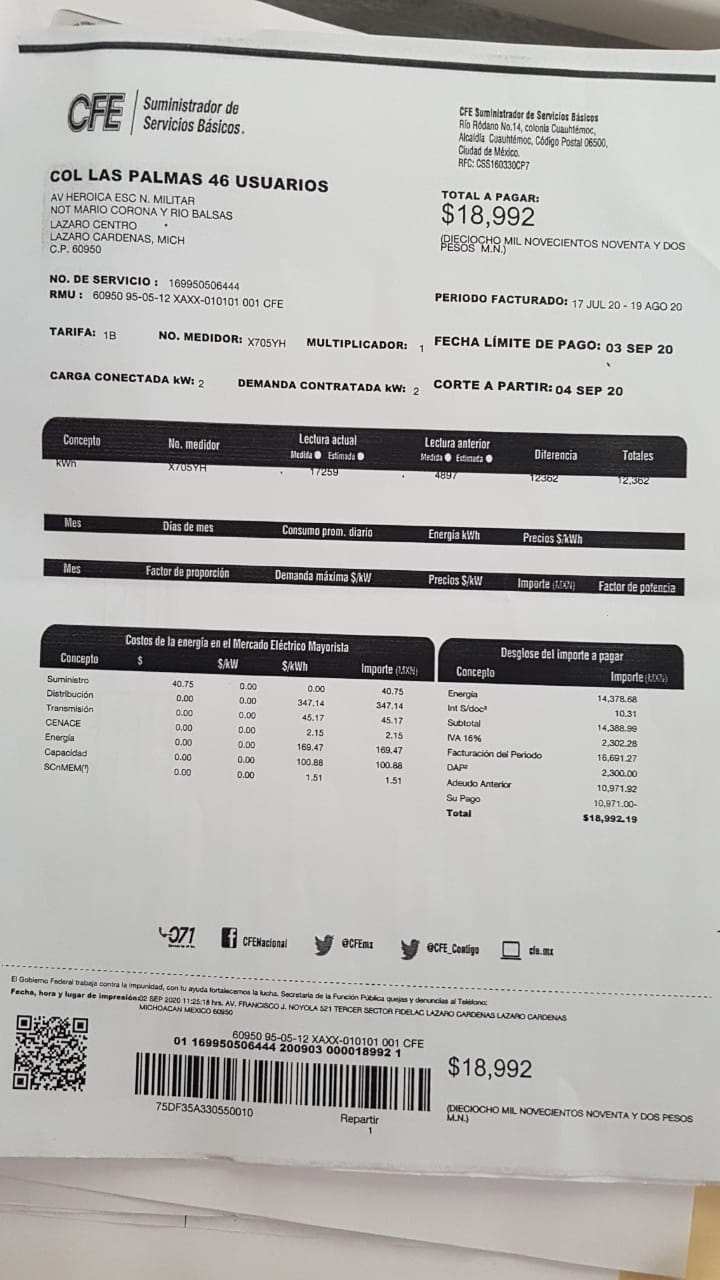 CFE
Suministrador de
Servicios Básicos.
CFE Suministrador de Servicios Básicos
Río Ródano No.14, colonia Cuauhtémoc,
Alcaldía Cuauhtémoc, Código Postal 06500,
Ciudad de México.
RFC: CSS160330CP7
COL LAS PALMAS 46 USUARIOS
AV HEROICA ESC N. MILITAR
NOT MARIO CORONA Y RIO BALSAS
LAZARO CENTRO
LAZARO CARDENAS, MICH
C.P. 60950
TOTAL A PAGAR:
$18,992
(DIECIOCHO MIL NOVECIENTOS NOVENTA Y DOS
PESOS M.N.)
NO. DE SERVICIO : 169950506444
RMU : 60950 95-05-12 XAXX-010101 001 CFE
PERIODO FACTURADO: 17 JUL 20 - 19 AGO 20
TARIFA: 1B NO. MEDIDOR: X705YH MULTIPLICADOR: 1 FECHA LÍMITE DE PAGO: 03 SEP 20
CARGA CONECTADA kW: 2 DEMANDA CONTRATADA kW: 2 CORTE A PARTIR: 04 SEP 20
Concepto No. medidor Lectura actual Lectura anterior Diferencia Totales
Medida Estimada Medida Estimada
kWh X705YH 17259 4897 12362 12,362
Mes Días de mes Consumo prom. diario Energía kWh Precios $/kWh
Mes Factor de proporción Demanda máxima $/kW Precios $/kW Importe (MXN) Factor de potencia
Costos de la energía en el Mercado Eléctrico Mayorista
Concepto $ $/kW $/kWh Importe (MXN)
Suministro 40.75 0.00 0.00 40.75
Distribución 0.00 0.00 347.14 347.14
Transmisión 0.00 0.00 45.17 45.17
CENACE 0.00 0.00 2.15 2.15
Energía 0.00 0.00 169.47 169.47
Capacidad 0.00 0.00 100.88 100.88
SCnMEM(¹) 0.00 0.00 1.51 1.51
Desglose del importe a pagar
Concepto Importe (MXN)
Energía 14,378.68
Int S/doc³ 10.31
Subtotal 14,388.99
IVA 16% 2,302.28
Facturación del Periodo 16,691.27
DAP² 2,300.00
Adeudo Anterior 10,971.92
Su Pago 10,971.00-
Total $18,992.19
071
CFENacional
@CFEmx
@CFE_Contigo
cfe.mx
El Gobierno Federal trabaja contra la impunidad, con tu ayuda fortalecemos la lucha. Secretaria de la Función Pública quejas y denuncias al Teléfono:
Fecha, hora y lugar de impresión:02 SEP 2020 11:25:18 hrs. AV. FRANCISCO J. NOYOLA 521 TERCER SECTOR FIDELAC LAZARO CARDENAS LAZARO CARDENAS
MICHOACAN MEXICO 60950
60950 95-05-12 XAXX-010101 001 CFE
01 169950506444 200903 000018992 1
75DF35A330550010
Repartir
1
$18,992
(DIECIOCHO MIL NOVECIENTOS NOVENTA Y DOS PESOS
M.N.)